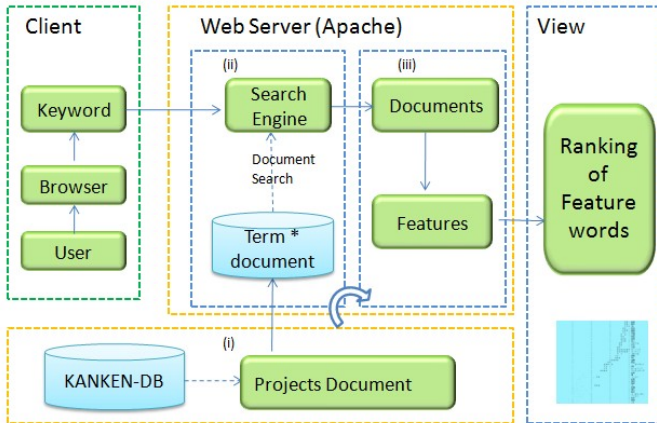 Client
Web Server (Apache)
View
(ii)
(iii)
Keyword
Search
Engine
Documents
Ranking
of
Feature
words
Document
Search
Browser
Features
User
Term *
document
(i)
KANKEN-DB
Projects Document